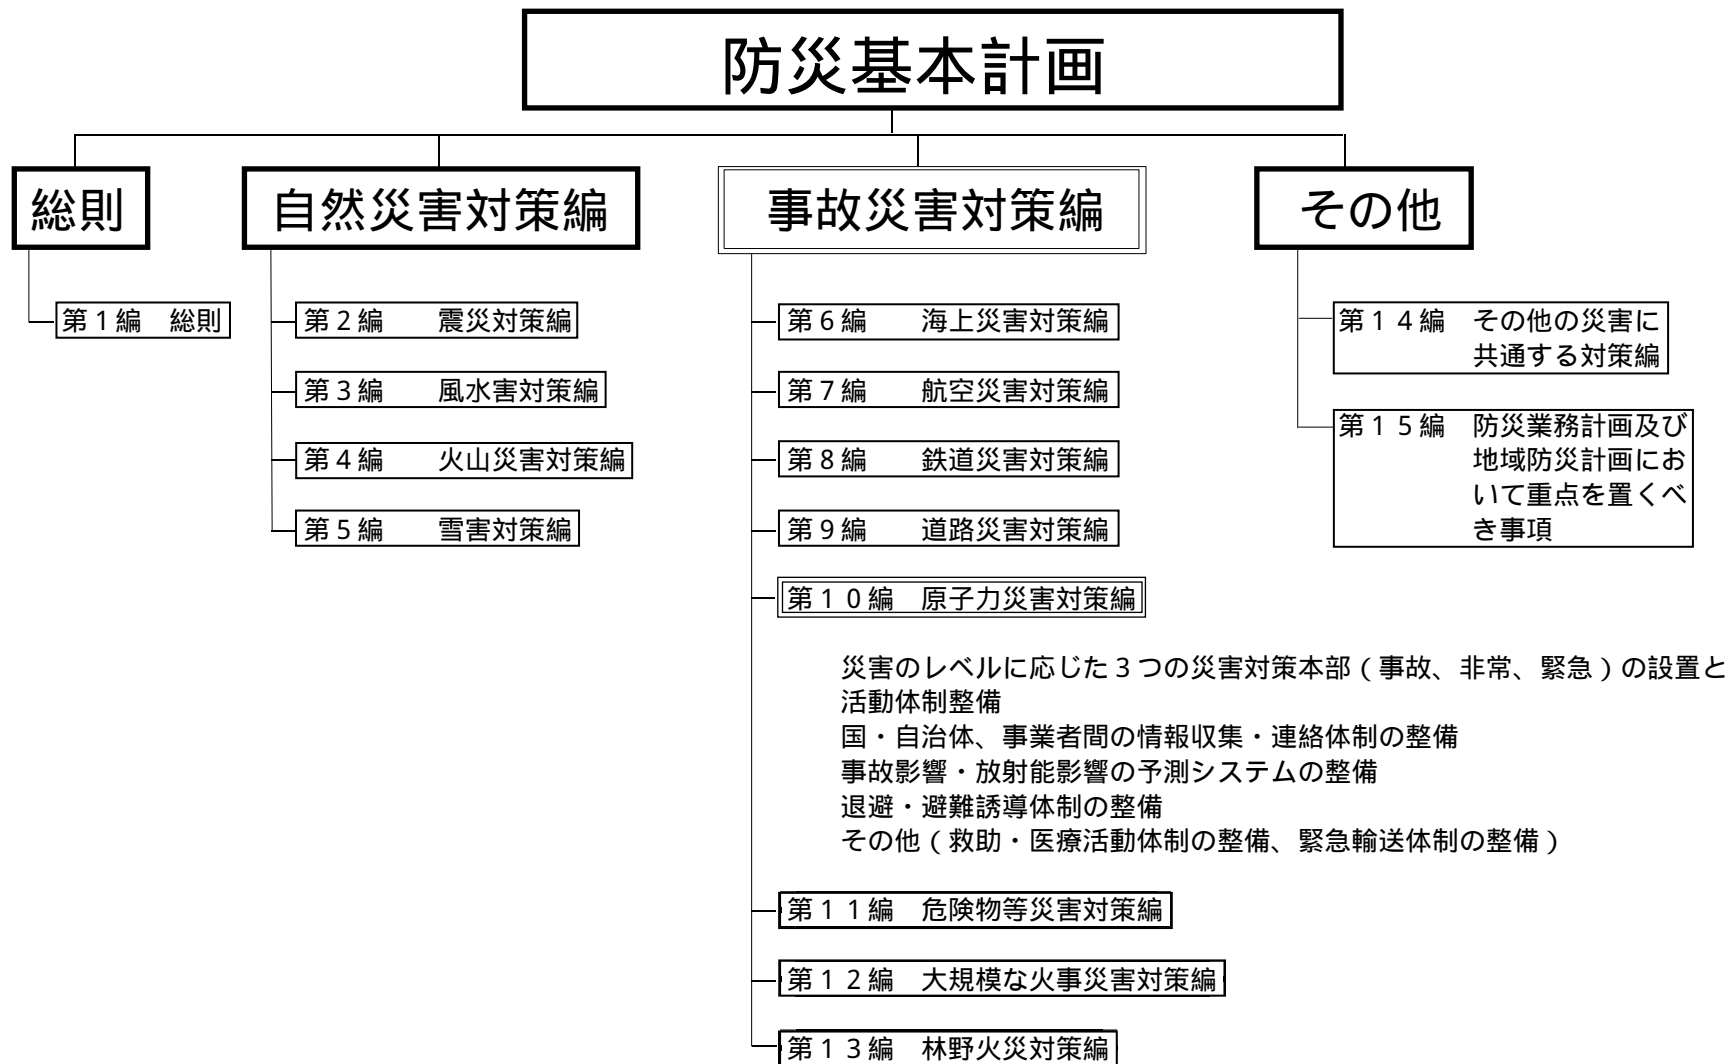 防災基本計画
総則
自然災害対策編
事故災害対策編
その他
第1編　総則
第2編　　震災対策編
第3編　　風水害対策編
第4編　　火山災害対策編
第5編　　雪害対策編
第6編　　海上災害対策編
第7編　　航空災害対策編
第8編　　鉄道災害対策編
第9編　　道路災害対策編
第10編　原子力災害対策編
災害のレベルに応じた3つの災害対策本部(事故、非常、緊急)の設置と
活動体制整備
国・自治体、事業者間の情報収集・連絡体制の整備
事故影響・放射能影響の予測システムの整備
退避・避難誘導体制の整備
その他(救助・医療活動体制の整備、緊急輸送体制の整備)
第11編　危険物等災害対策編
第12編　大規模な火事災害対策編
第13編　林野火災対策編
第14編　その他の災害に
共通する対策編
第15編　防災業務計画及び
地域防災計画にお
いて重点を置くべ
き事項